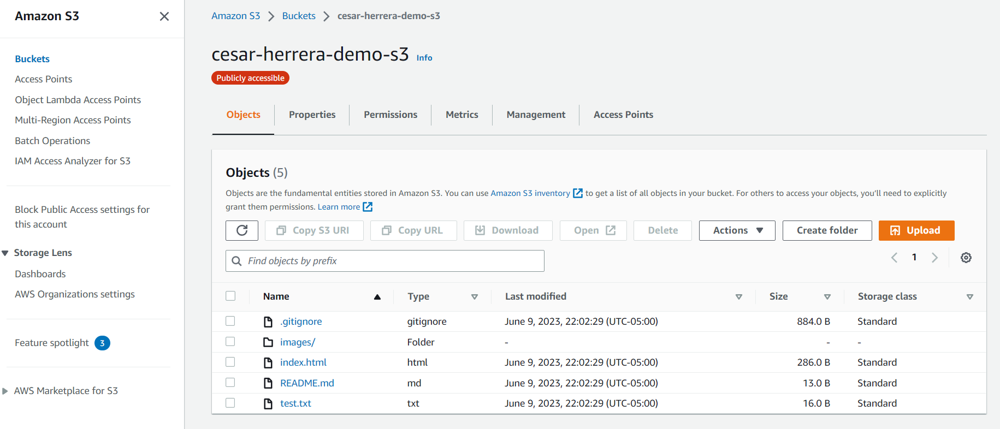 Amazon S3
Buckets
Access Points
Object Lambda Access Points
Multi-Region Access Points
Batch Operations
IAM Access Analyzer for S3
Block Public Access settings for
this account
Storage Lens
Dashboards
AWS Organizations settings
Feature spotlight 3
AWS Marketplace for S3
Amazon S3 Buckets cesar-herrera-demo-s3
cesar-herrera-demo-s3 Info
Publicly accessible
Objects Properties Permissions Metrics Management Access Points
Objects (5)
Objects are the fundamental entities stored in Amazon S3. You can use Amazon S3 inventory to get a list of all objects in your bucket. For others to access your objects, you'll need to explicitly
grant them permissions. Learn more
Copy S3 URI Copy URL Download Open Delete Actions Create folder Upload
Find objects by prefix 1
Name Type Last modified Size Storage class
.gitignore gitignore June 9, 2023, 22:02:29 (UTC-05:00) 884.0 B Standard
images/ Folder - - -
index.html html June 9, 2023, 22:02:29 (UTC-05:00) 286.0 B Standard
README.md md June 9, 2023, 22:02:29 (UTC-05:00) 13.0 B Standard
test.txt txt June 9, 2023, 22:02:29 (UTC-05:00) 16.0 B Standard